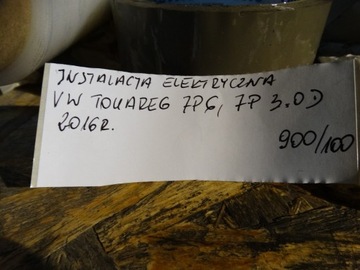 INSTALACJA ELEKTRYCZNA
VW TOUAREG 7P6, 7P 3.0D
2016r.
900/100